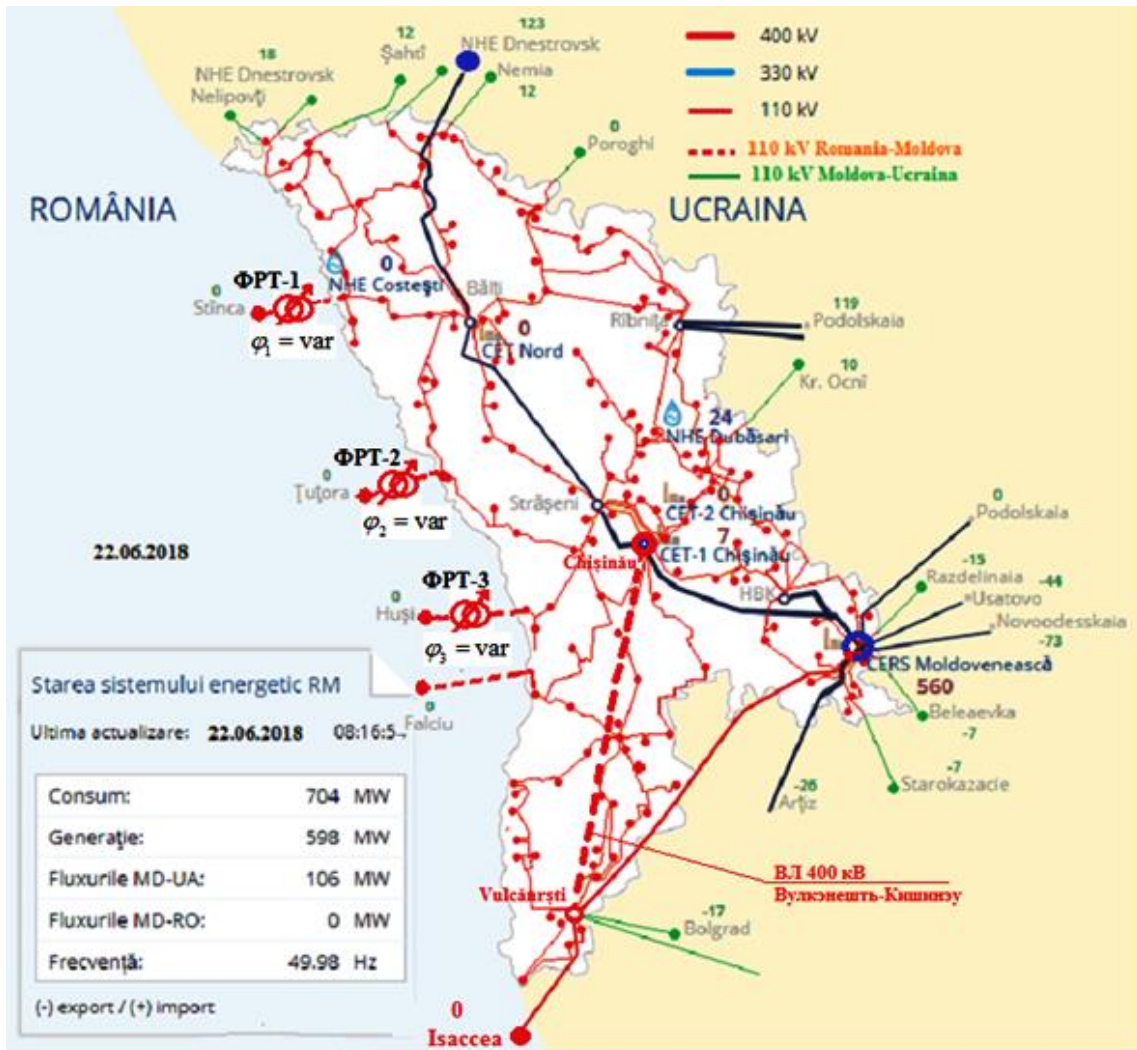 123
NHE Dnestrovsk
12
Şahti
18
NHE Dnestrovsk
Nelipovţi
Nemia
12
0
Poroghi
400 kV
330 kV
110 kV
110 kV Romania-Moldova
110 kV Moldova-Ucraina
ROMÂNIA
UCRAINA
0
NHE Costeşti
ФРТ-1
0
Stînca
φ₁ = var
Bălţi
0
CET Nord
Rîbniţa
119
Podolskaia
10
Kr. Ocnî
24
NHE Dubăsari
ФРТ-2
0
Ţuţora
φ₂ = var
Străşeni
0
CET-2 Chişinău
7
CET-1 Chişinău
Chişinău
22.06.2018
0
Podolskaia
-15
Razdelinaia
-44
Usatovo
Novoodesskaia
-73
HBK
CERS Moldovenească
560
Beleaevka
-7
-7
Starokazacie
-26
Arţiz
ФРТ-3
0
Huşi
φ₃ = var
0
Falciu
Starea sistemului energetic RM
Ultima actualizare: 22.06.2018 08:16:5
Consum: 704 MW
Generaţie: 598 MW
Fluxurile MD-UA: 106 MW
Fluxurile MD-RO: 0 MW
Frecvenţă: 49.98 Hz
(-) export / (+) import
ВЛ 400 кВ
Вулкэнешть-Кишинэу
Vulcănrşti
-17
Bolgrad
0
Isaccea